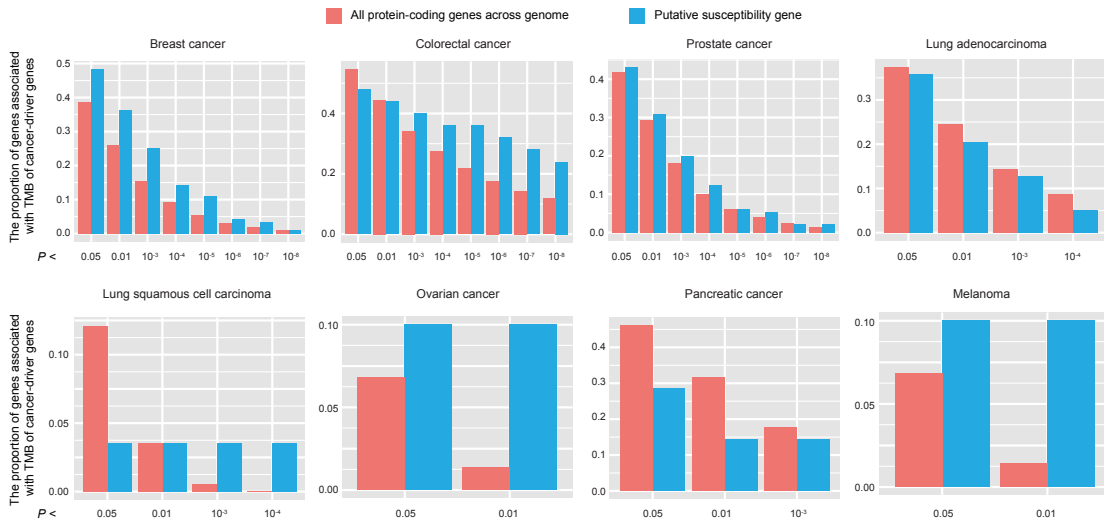 All protein-coding genes across genome
Putative susceptibility gene
The proportion of genes associated
with TMB of cancer-driver genes
Breast cancer
0.5
0.4
0.3
0.2
0.1
0.0
P <
0.05 0.01 10⁻³ 10⁻⁴ 10⁻⁵ 10⁻⁶ 10⁻⁷ 10⁻⁸
Colorectal cancer
0.4
0.2
0.0
0.05 0.01 10⁻³ 10⁻⁴ 10⁻⁵ 10⁻⁶ 10⁻⁷ 10⁻⁸
Prostate cancer
0.4
0.3
0.2
0.1
0.0
0.05 0.01 10⁻³ 10⁻⁴ 10⁻⁵ 10⁻⁶ 10⁻⁷ 10⁻⁸
Lung adenocarcinoma
0.3
0.2
0.1
0.0
0.05 0.01 10⁻³ 10⁻⁴
The proportion of genes associated
with TMB of cancer-driver genes
Lung squamous cell carcinoma
0.10
0.05
0.00
P <
0.05 0.01 10⁻³ 10⁻⁴
Ovarian cancer
0.10
0.05
0.00
0.05 0.01
Pancreatic cancer
0.4
0.3
0.2
0.1
0.0
0.05 0.01 10⁻³
Melanoma
0.10
0.05
0.00
0.05 0.01